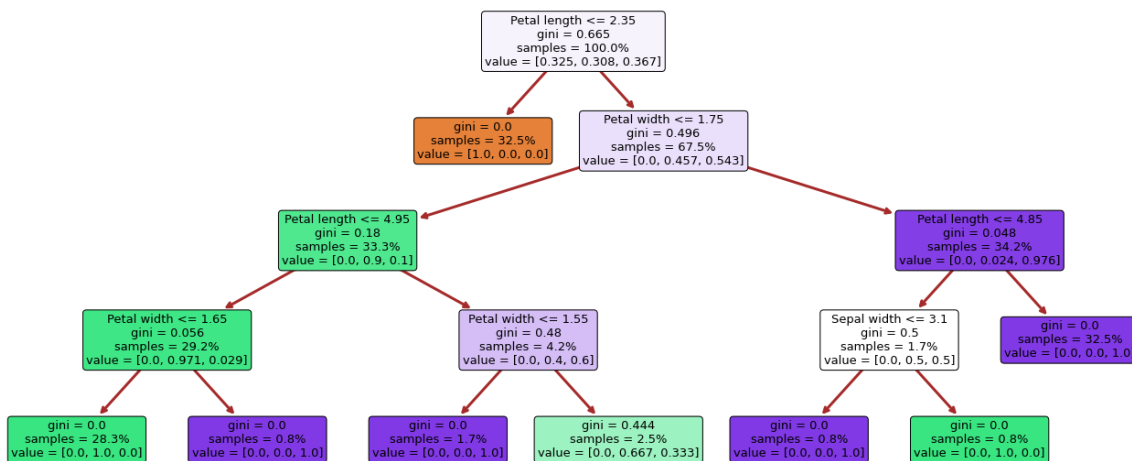 Petal length <= 2.35
gini = 0.665
samples = 100.0%
value = [0.325, 0.308, 0.367]
gini = 0.0
samples = 32.5%
value = [1.0, 0.0, 0.0]
Petal width <= 1.75
gini = 0.496
samples = 67.5%
value = [0.0, 0.457, 0.543]
Petal length <= 4.95
gini = 0.18
samples = 33.3%
value = [0.0, 0.9, 0.1]
Petal length <= 4.85
gini = 0.048
samples = 34.2%
value = [0.0, 0.024, 0.976]
Petal width <= 1.65
gini = 0.056
samples = 29.2%
value = [0.0, 0.971, 0.029]
Petal width <= 1.55
gini = 0.48
samples = 4.2%
value = [0.0, 0.4, 0.6]
Sepal width <= 3.1
gini = 0.5
samples = 1.7%
value = [0.0, 0.5, 0.5]
gini = 0.0
samples = 32.5%
value = [0.0, 0.0, 1.0]
gini = 0.0
samples = 28.3%
value = [0.0, 1.0, 0.0]
gini = 0.0
samples = 0.8%
value = [0.0, 0.0, 1.0]
gini = 0.0
samples = 1.7%
value = [0.0, 0.0, 1.0]
gini = 0.444
samples = 2.5%
value = [0.0, 0.667, 0.333]
gini = 0.0
samples = 0.8%
value = [0.0, 0.0, 1.0]
gini = 0.0
samples = 0.8%
value = [0.0, 1.0, 0.0]